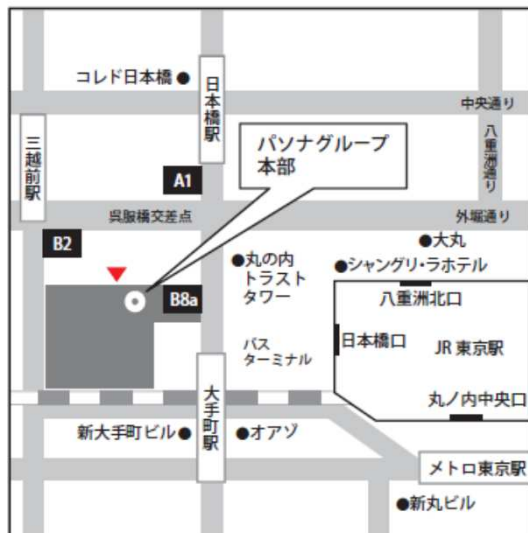 コレド日本橋●
日本橋駅
中央通り
八重洲通り
三越前駅
パソナグループ
本部
A1
呉服橋交差点
外堀通り
B2
●大丸
●丸の内
トラスト
タワー
●シャングリ・ラホテル
八重洲北口
B8a
日本橋口
JR 東京駅
バス
ターミナル
丸ノ内中央口
大手町駅
新大手町ビル●
●オアゾ
メトロ東京駅
●新丸ビル